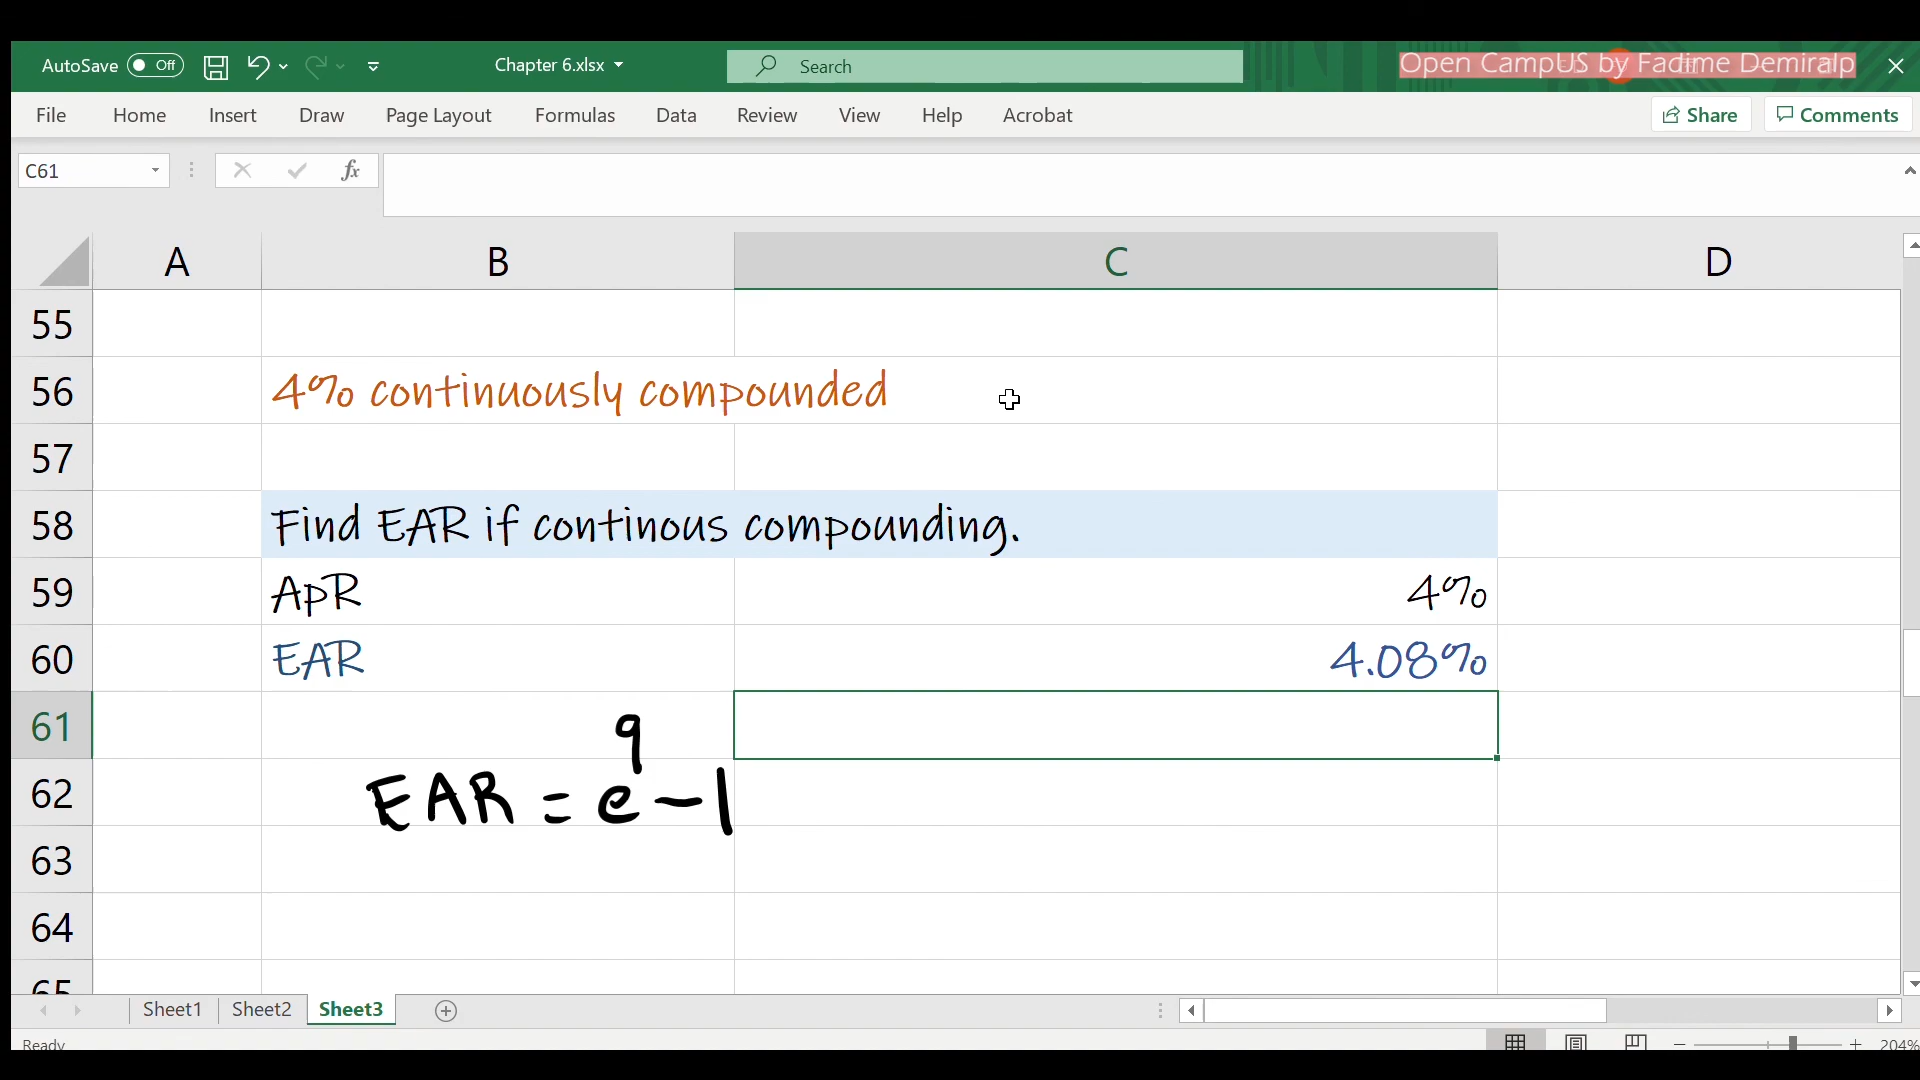 AutoSave Off Chapter 6.xlsx Search Open CampUS by Fadime Demiralp
File Home Insert Draw Page Layout Formulas Data Review View Help Acrobat Share Comments
C61 fx
A B C D
55
56 4% continuously compounded
57
58 Find EAR if continous compounding.
59 APR 4%
60 EAR 4.08%
61
62 EAR = e^q - 1
63
64
65
Sheet1 Sheet2 Sheet3
Ready 204%